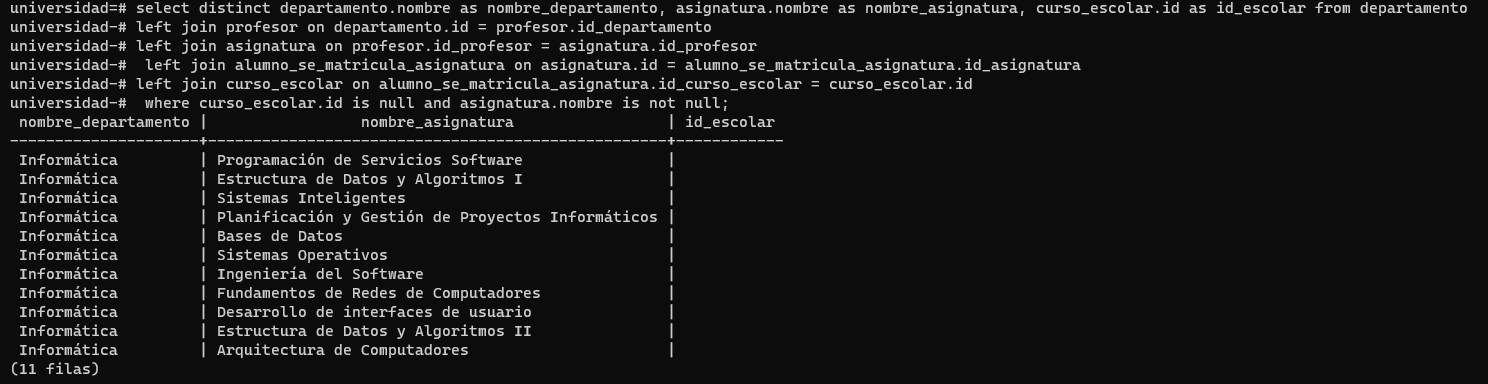 universidad=# select distinct departamento.nombre as nombre_departamento, asignatura.nombre as nombre_asignatura, curso_escolar.id as id_escolar from departamento
universidad-# left join profesor on departamento.id = profesor.id_departamento
universidad-# left join asignatura on profesor.id_profesor = asignatura.id_profesor
universidad-#  left join alumno_se_matricula_asignatura on asignatura.id = alumno_se_matricula_asignatura.id_asignatura
universidad-# left join curso_escolar on alumno_se_matricula_asignatura.id_curso_escolar = curso_escolar.id
universidad-#  where curso_escolar.id is null and asignatura.nombre is not null;
 nombre_departamento |                 nombre_asignatura                 | id_escolar
---------------------+---------------------------------------------------+------------
 Informática         | Programación de Servicios Software                |
 Informática         | Estructura de Datos y Algoritmos I                |
 Informática         | Sistemas Inteligentes                             |
 Informática         | Planificación y Gestión de Proyectos Informáticos |
 Informática         | Bases de Datos                                    |
 Informática         | Sistemas Operativos                               |
 Informática         | Ingeniería del Software                           |
 Informática         | Fundamentos de Redes de Computadores              |
 Informática         | Desarrollo de interfaces de usuario               |
 Informática         | Estructura de Datos y Algoritmos II               |
 Informática         | Arquitectura de Computadores                      |
(11 filas)